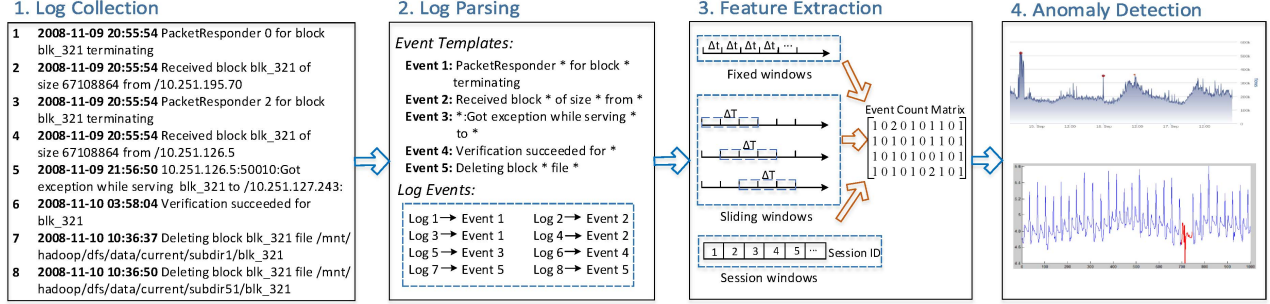 1. Log Collection
1 2008-11-09 20:55:54 PacketResponder 0 for block
blk_321 terminating
2 2008-11-09 20:55:54 Received block blk_321 of
size 67108864 from /10.251.195.70
3 2008-11-09 20:55:54 PacketResponder 2 for block
blk_321 terminating
4 2008-11-09 20:55:54 Received block blk_321 of
size 67108864 from /10.251.126.5
5 2008-11-09 21:56:50 10.251.126.5:50010:Got
exception while serving blk_321 to /10.251.127.243:
6 2008-11-10 03:58:04 Verification succeeded for
blk_321
7 2008-11-10 10:36:37 Deleting block blk_321 file /mnt/
hadoop/dfs/data/current/subdir1/blk_321
8 2008-11-10 10:36:50 Deleting block blk_321 file /mnt/
hadoop/dfs/data/current/subdir51/blk_321
2. Log Parsing
Event Templates:
Event 1: PacketResponder * for block *
terminating
Event 2: Received block * of size * from *
Event 3: *:Got exception while serving *
to *
Event 4: Verification succeeded for *
Event 5: Deleting block * file *
Log Events:
Log 1 → Event 1 Log 2 → Event 2
Log 3 → Event 1 Log 4 → Event 2
Log 5 → Event 3 Log 6 → Event 4
Log 7 → Event 5 Log 8 → Event 5
3. Feature Extraction
Δt Δt Δt Δt ...
Fixed windows
ΔT
ΔT
ΔT
Sliding windows
1 2 3 4 5 ... Session ID
Session windows
Event Count Matrix
1 0 2 0 1 0 1 1 0 1
1 0 1 0 1 0 1 1 0 1
1 0 1 0 1 0 0 1 0 1
1 0 1 0 1 0 2 1 0 1
4. Anomaly Detection